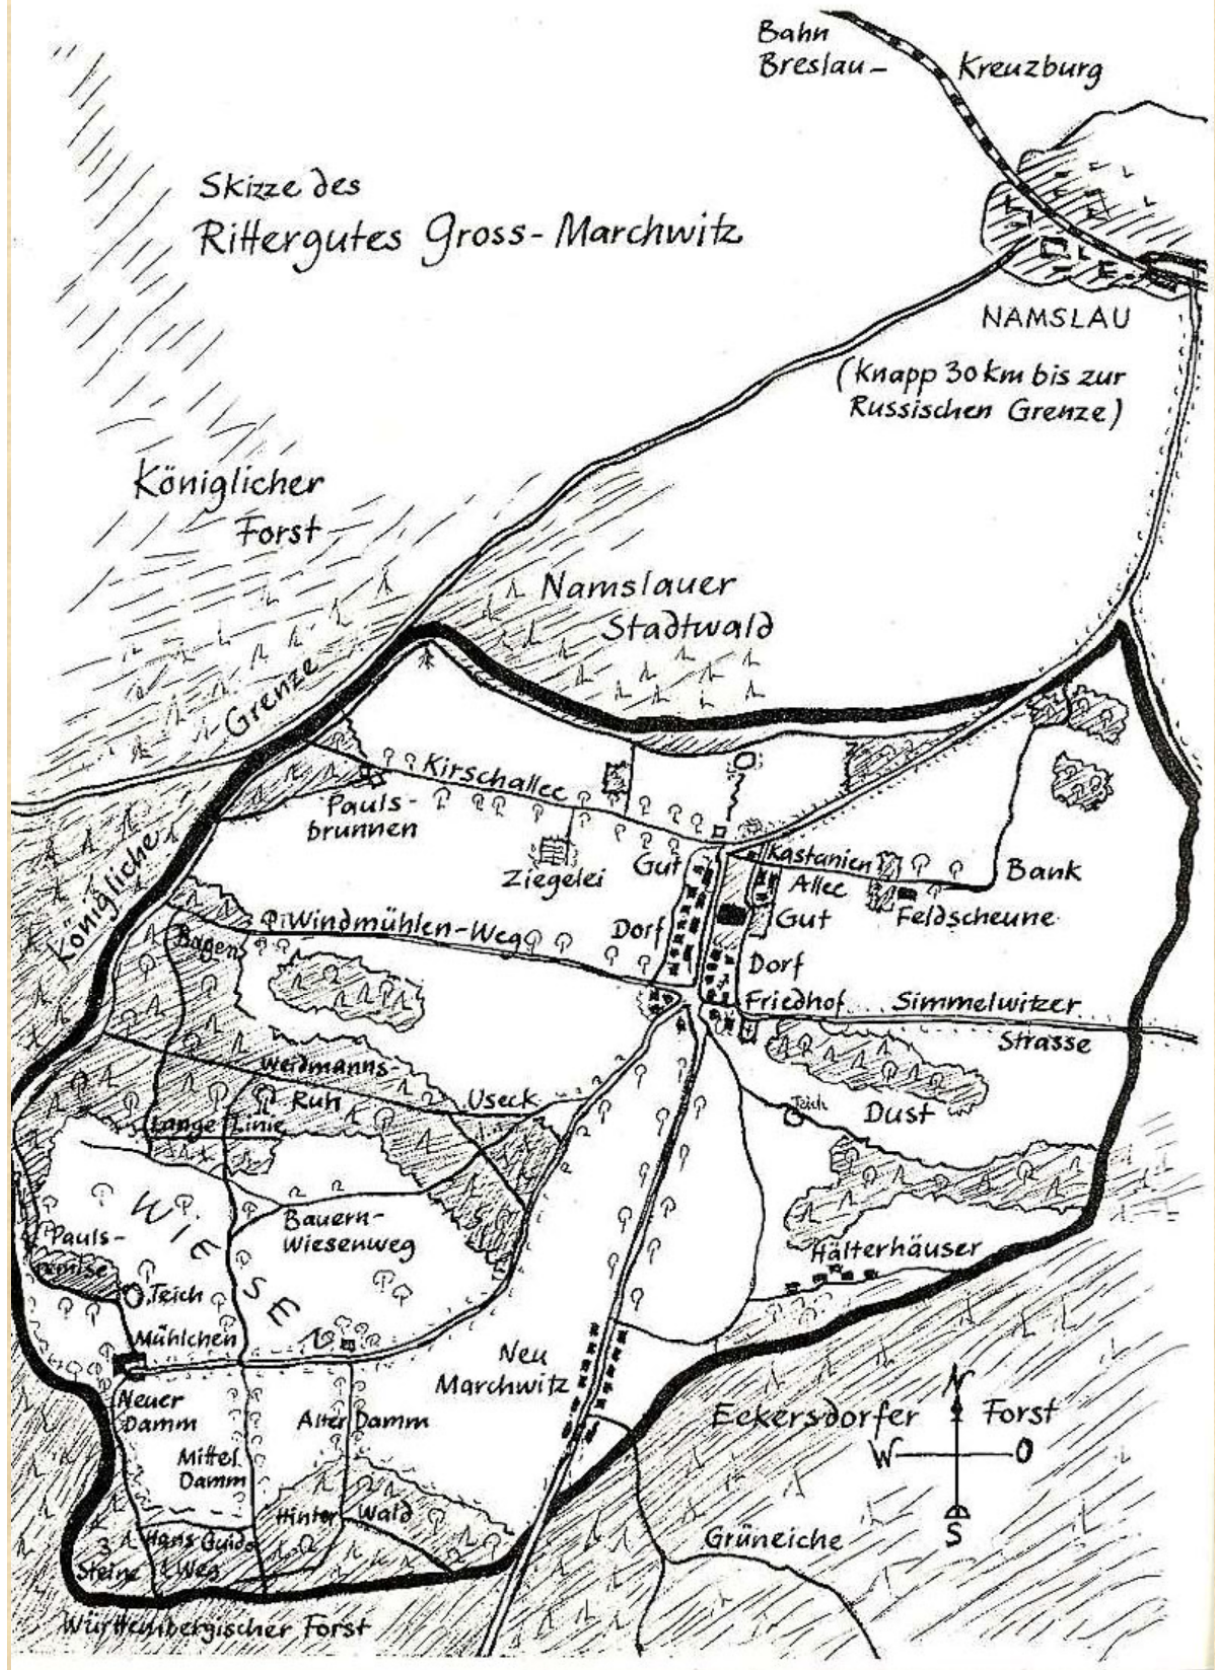 Bahn
Breslau – Kreuzburg
Skizze des
Rittergutes Gross-Marchwitz
NAMSLAU
(Knapp 30 km bis zur
Russischen Grenze)
Königlicher
Forst
Namslauer
Stadtwald
Königliche Grenze
Kirschallee
Pauls-
brunnen
Ziegelei
Gut
Kastanien
Allee
Bank
Gut
Feldscheune
Windmühlen-Weg
Bagen
Dorf
Dorf
Friedhof
Simmelwitzer
Strasse
Weidmanns-
Ruh
Useck
Lange Linie
Teich
Dust
WIESE
Bauern-
Wiesenweg
Pauls-
remise
Teich
Hälterhäuser
Mühlchen
Neu
Marchwitz
Neuer
Damm
Alter Damm
Mittel
Damm
Eckersdorfer Forst
N
W O
S
Hinter Wald
3
Steine
Hans Guido
Weg
Grüneiche
Württembergischer Forst